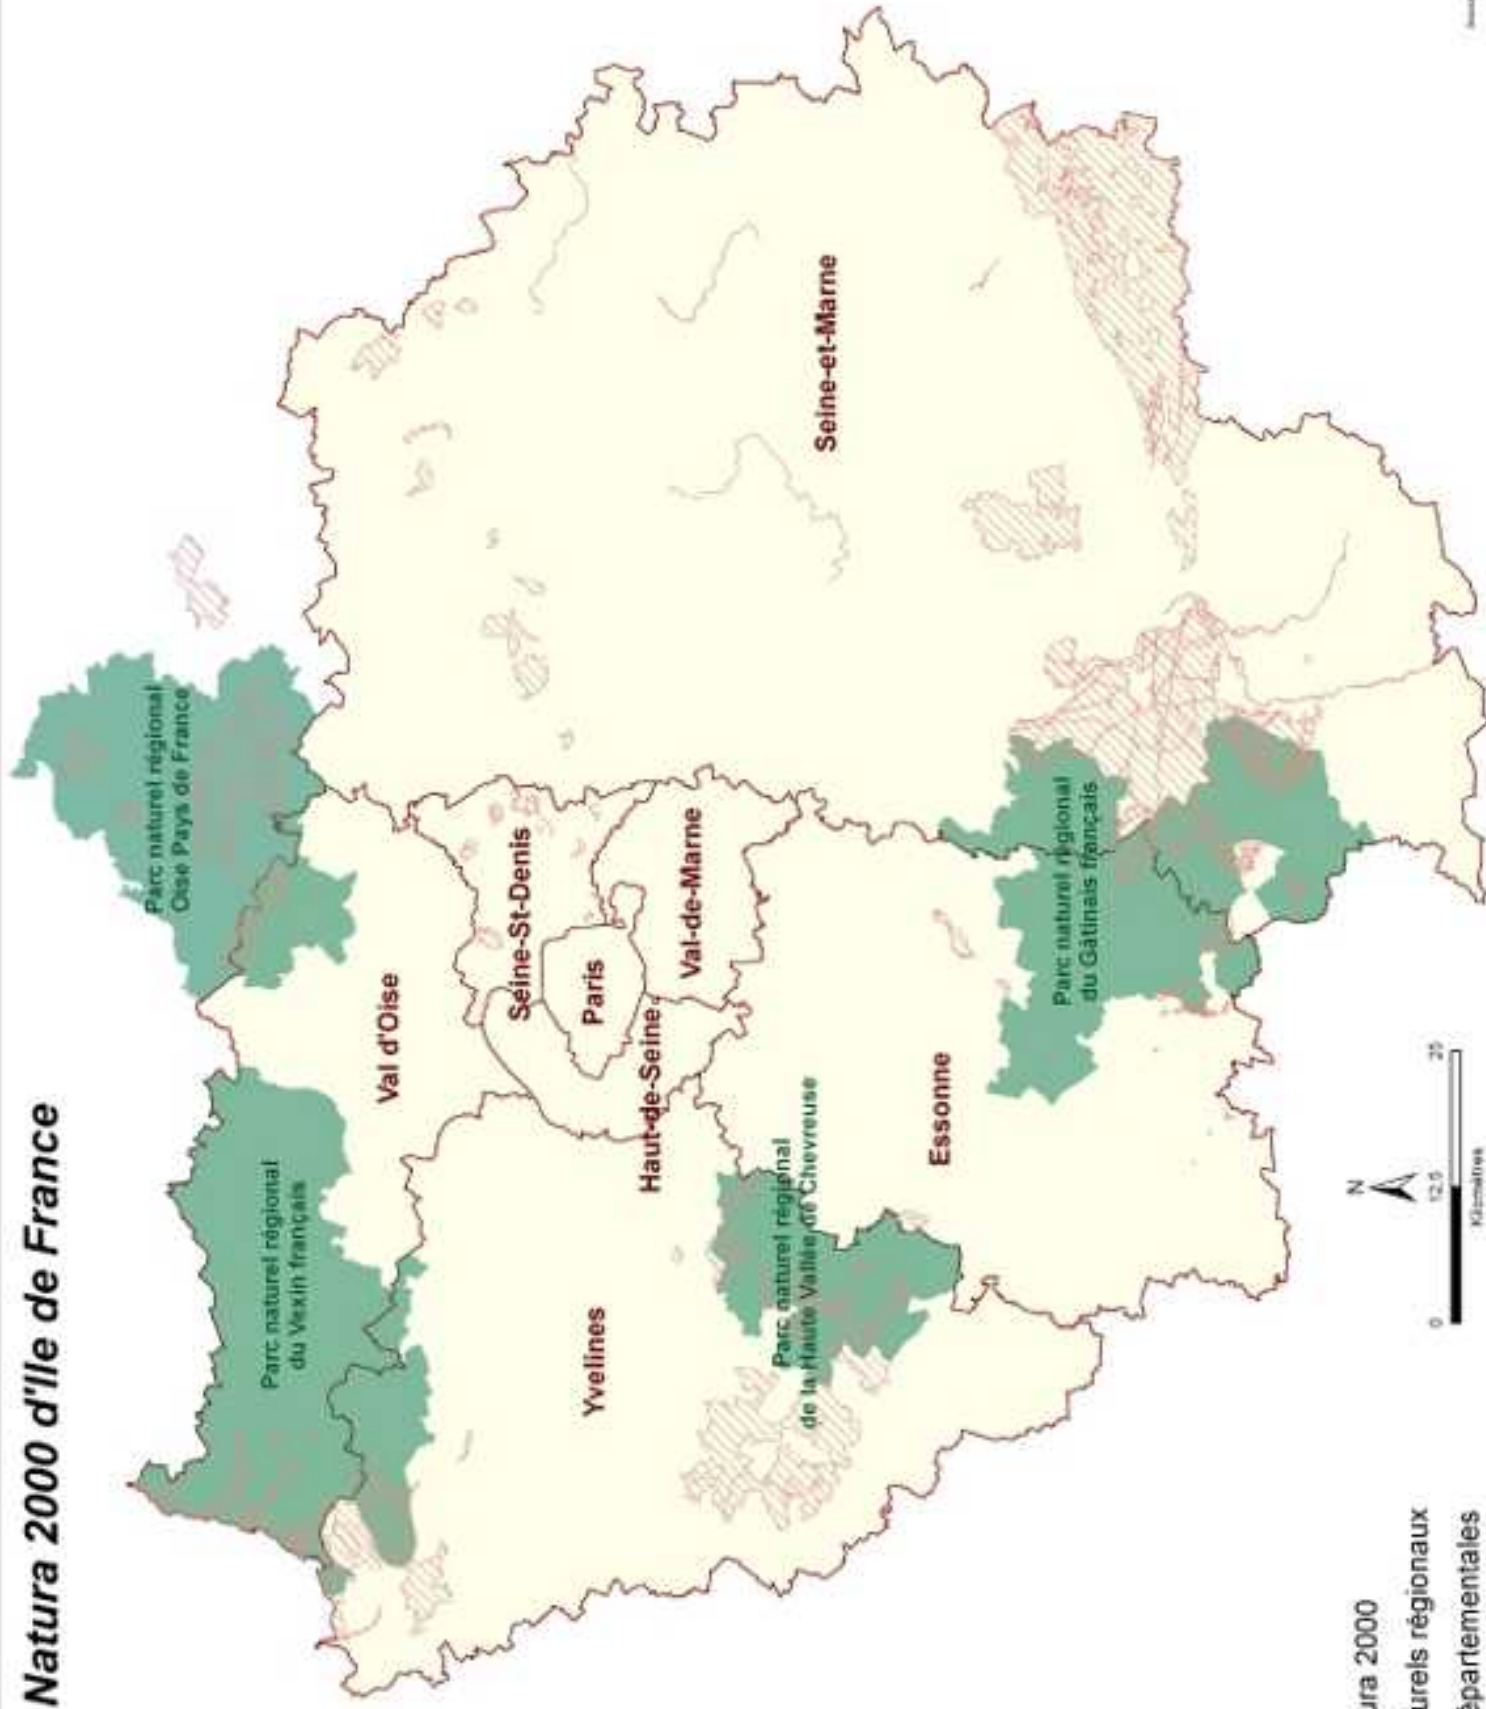 Natura 2000 d'Ile de France
Parc naturel régional
Oise Pays de France
Parc naturel régional
du Vexin français
Val d'Oise
Seine-St-Denis
Paris
Haut-de-Seine
Val-de-Marne
Seine-et-Marne
Yvelines
Parc naturel régional
de la Haute Vallée de Chevreuse
Essonne
Parc naturel régional
du Gâtinais français
ura 2000
urels régionaux
épartementales
N
0 12,5 25
Kilomètres